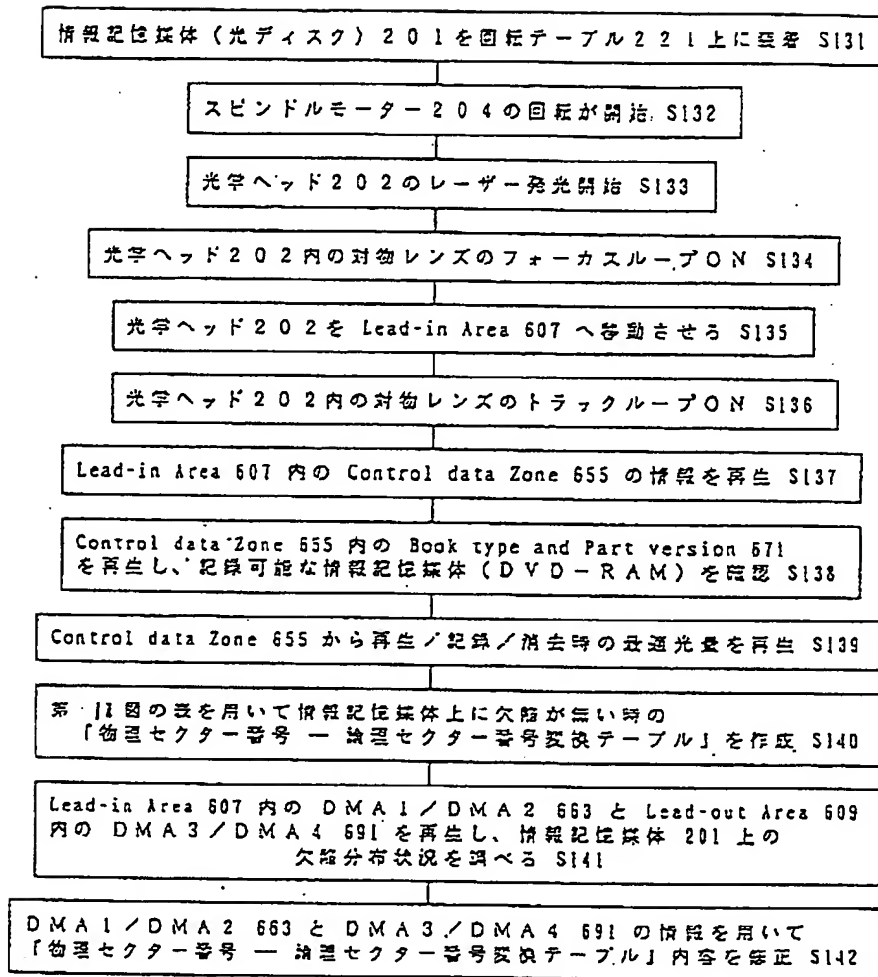 情報記憶媒体（光ディスク）２０１を回転テーブル２２１上に装着 S131
スピンドルモーター２０４の回転が開始 S132
光学ヘッド２０２のレーザー発光開始 S133
光学ヘッド２０２内の対物レンズのフォーカスループＯＮ S134
光学ヘッド２０２を Lead-in Area 607 へ移動させる S135
光学ヘッド２０２内の対物レンズのトラックループＯＮ S136
Lead-in Area 607 内の Control data Zone 655 の情報を再生 S137
Control data Zone 655 内の Book type and Part version 671
を再生し、記録可能な情報記憶媒体（ＤＶＤ－ＲＡＭ）を確認 S138
Control data Zone 655 から再生／記録／消去時の最適光量を再生 S139
第 11図の表を用いて情報記憶媒体上に欠陥が無い時の
「物理セクター番号 ― 論理セクター番号変換テーブル」を作成 S140
Lead-in Area 607 内の ＤＭＡ１／ＤＭＡ２ 663 と Lead-out Area 609
内の ＤＭＡ３／ＤＭＡ４ 691 を再生し、情報記憶媒体 201 上の
欠陥分布状況を調べる S141
ＤＭＡ１／ＤＭＡ２ 663 と ＤＭＡ３／ＤＭＡ４ 691 の情報を用いて
「物理セクター番号 ― 論理セクター番号変換テーブル」内容を修正 S142